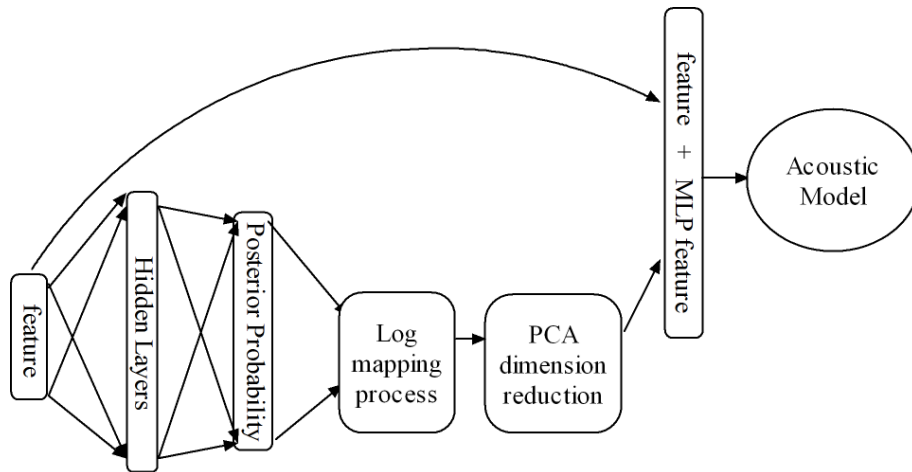 feature
Hidden Layers
Posterior Probability
Log
mapping
process
PCA
dimension
reduction
feature + MLP feature
Acoustic
Model